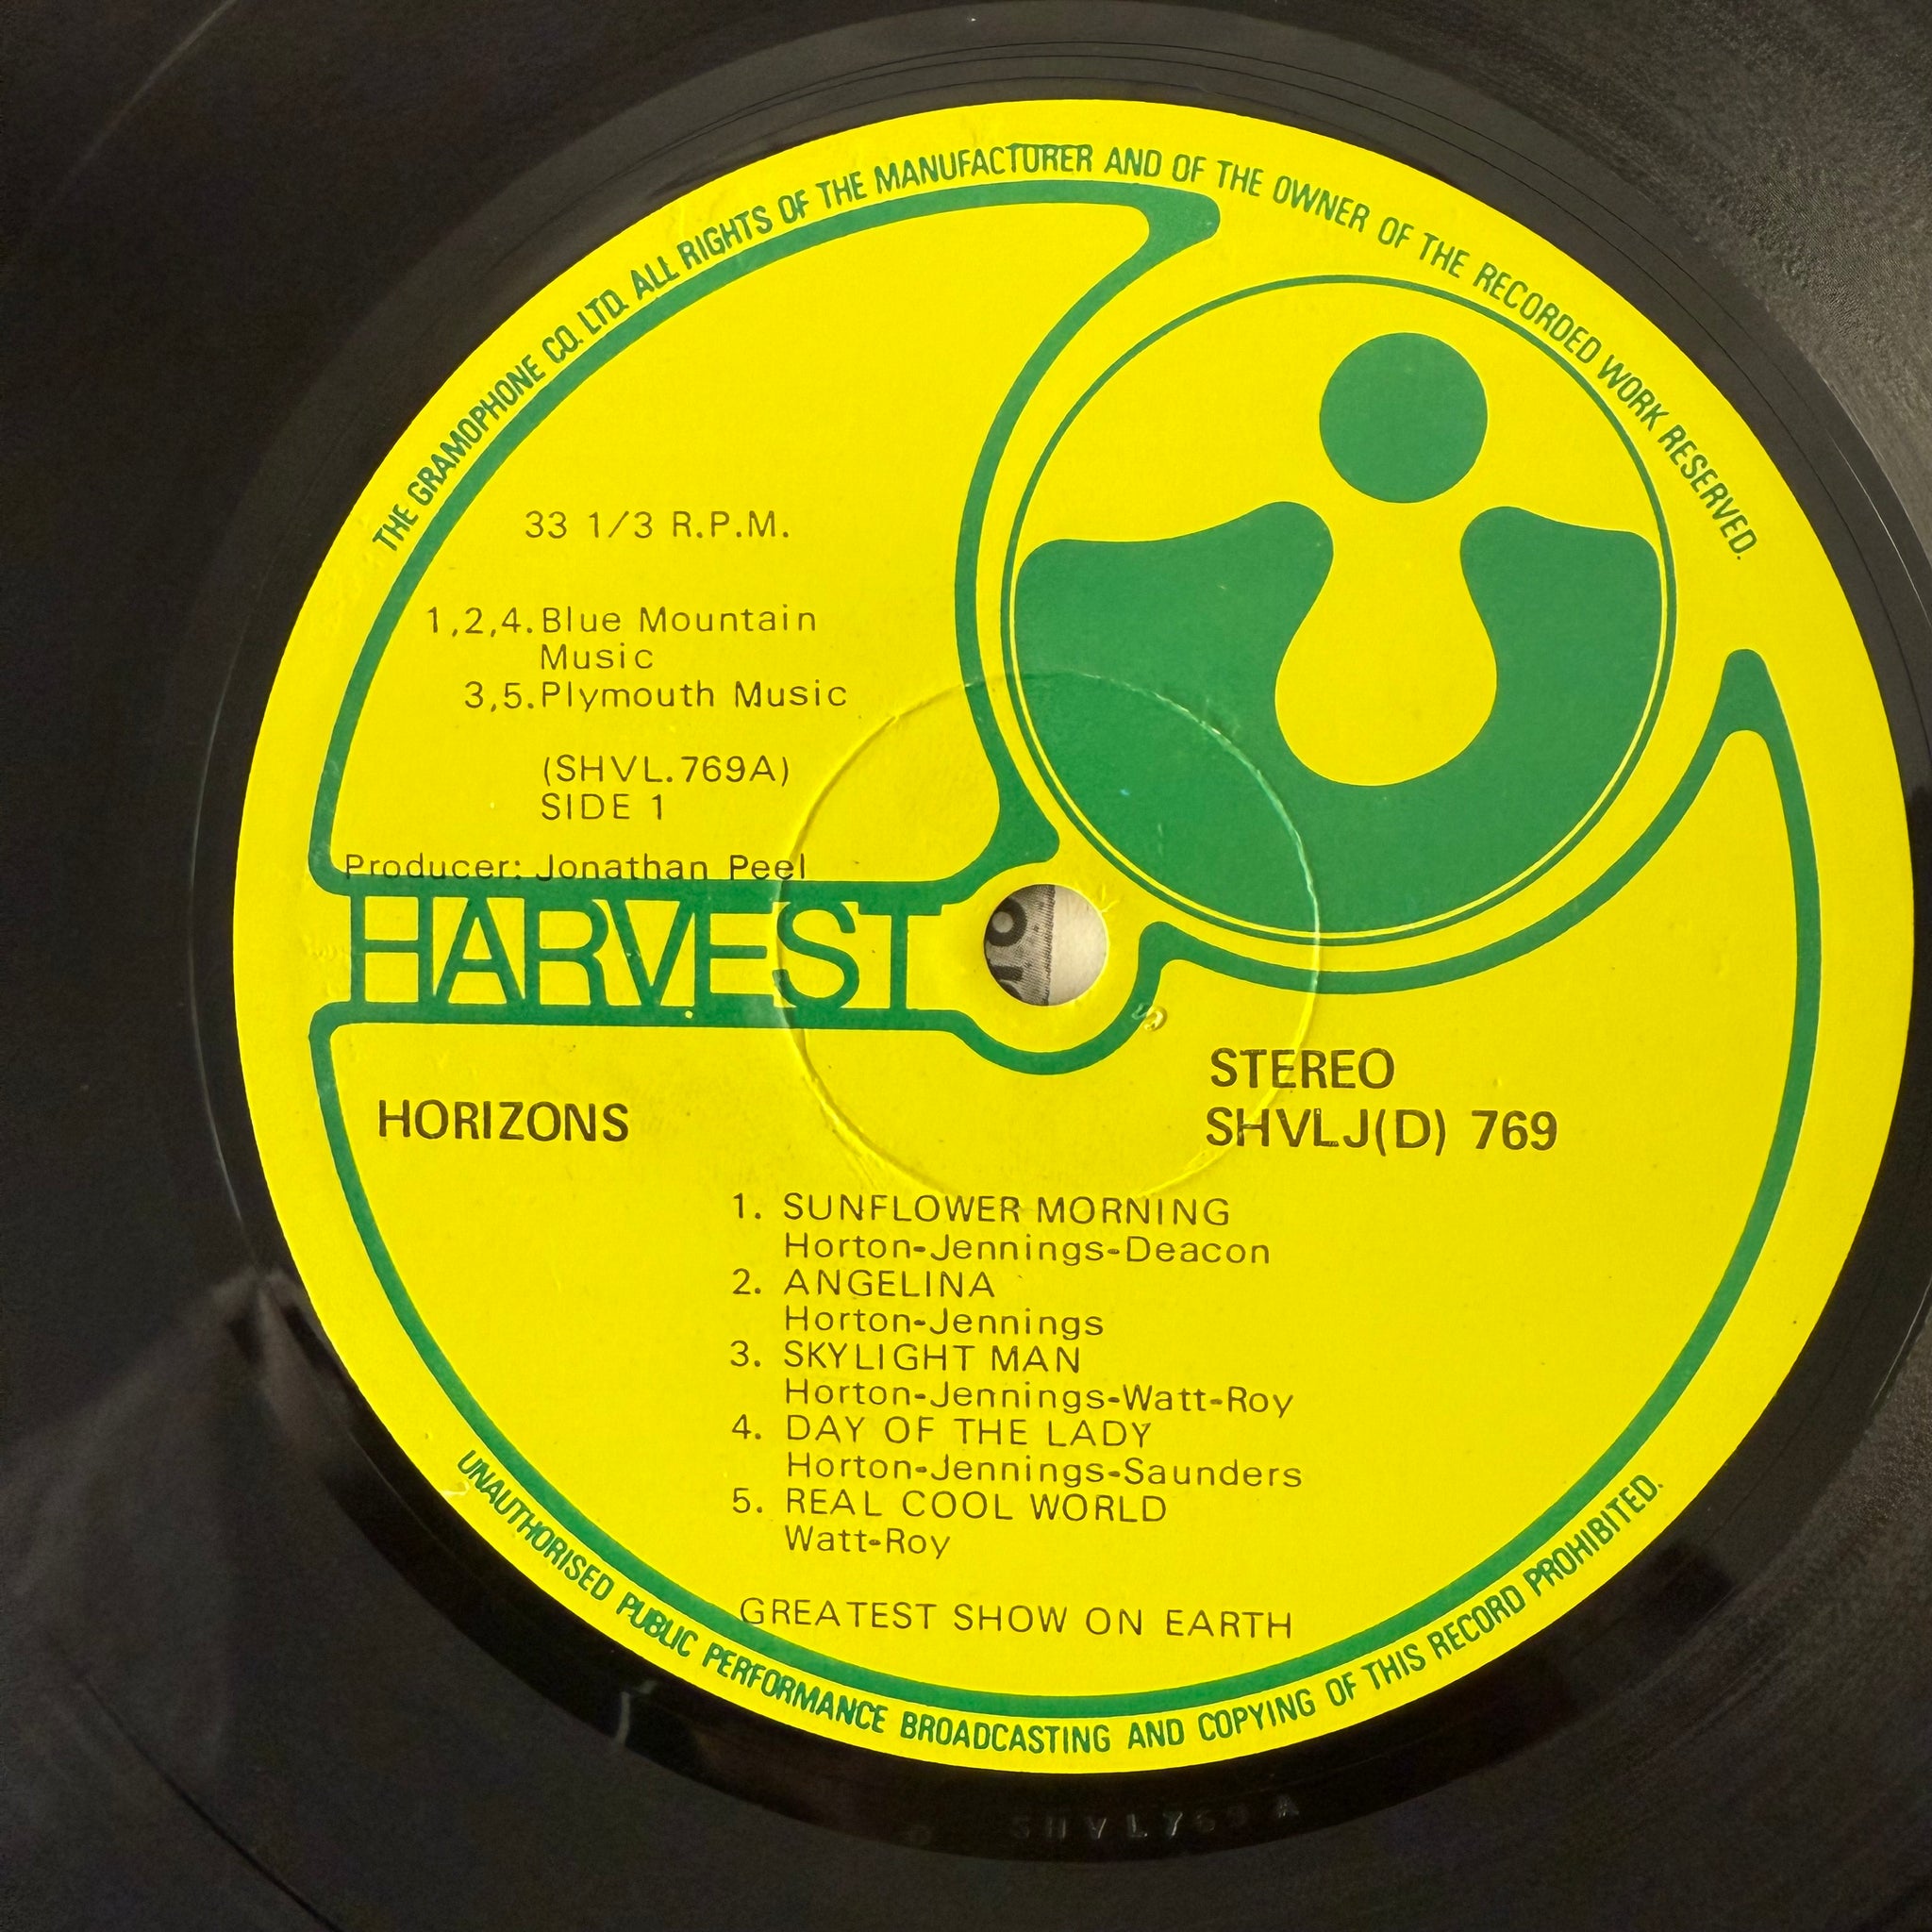 THE GRAMOPHONE CO. LTD. ALL RIGHTS OF THE MANUFACTURER AND OF THE OWNER OF THE RECORDED WORK RESERVED.
33 1/3 R.P.M.
1,2,4. Blue Mountain
Music
3,5. Plymouth Music
(SHVL.769A)
SIDE 1
Producer: Jonathan Peel
HARVEST
HORIZONS
STEREO
SHVLJ(D) 769
1. SUNFLOWER MORNING
Horton-Jennings-Deacon
2. ANGELINA
Horton-Jennings
3. SKYLIGHT MAN
Horton-Jennings-Watt-Roy
4. DAY OF THE LADY
Horton-Jennings-Saunders
5. REAL COOL WORLD
Watt-Roy
GREATEST SHOW ON EARTH
UNAUTHORISED PUBLIC PERFORMANCE BROADCASTING AND COPYING OF THIS RECORD PROHIBITED.
SHVL769 A